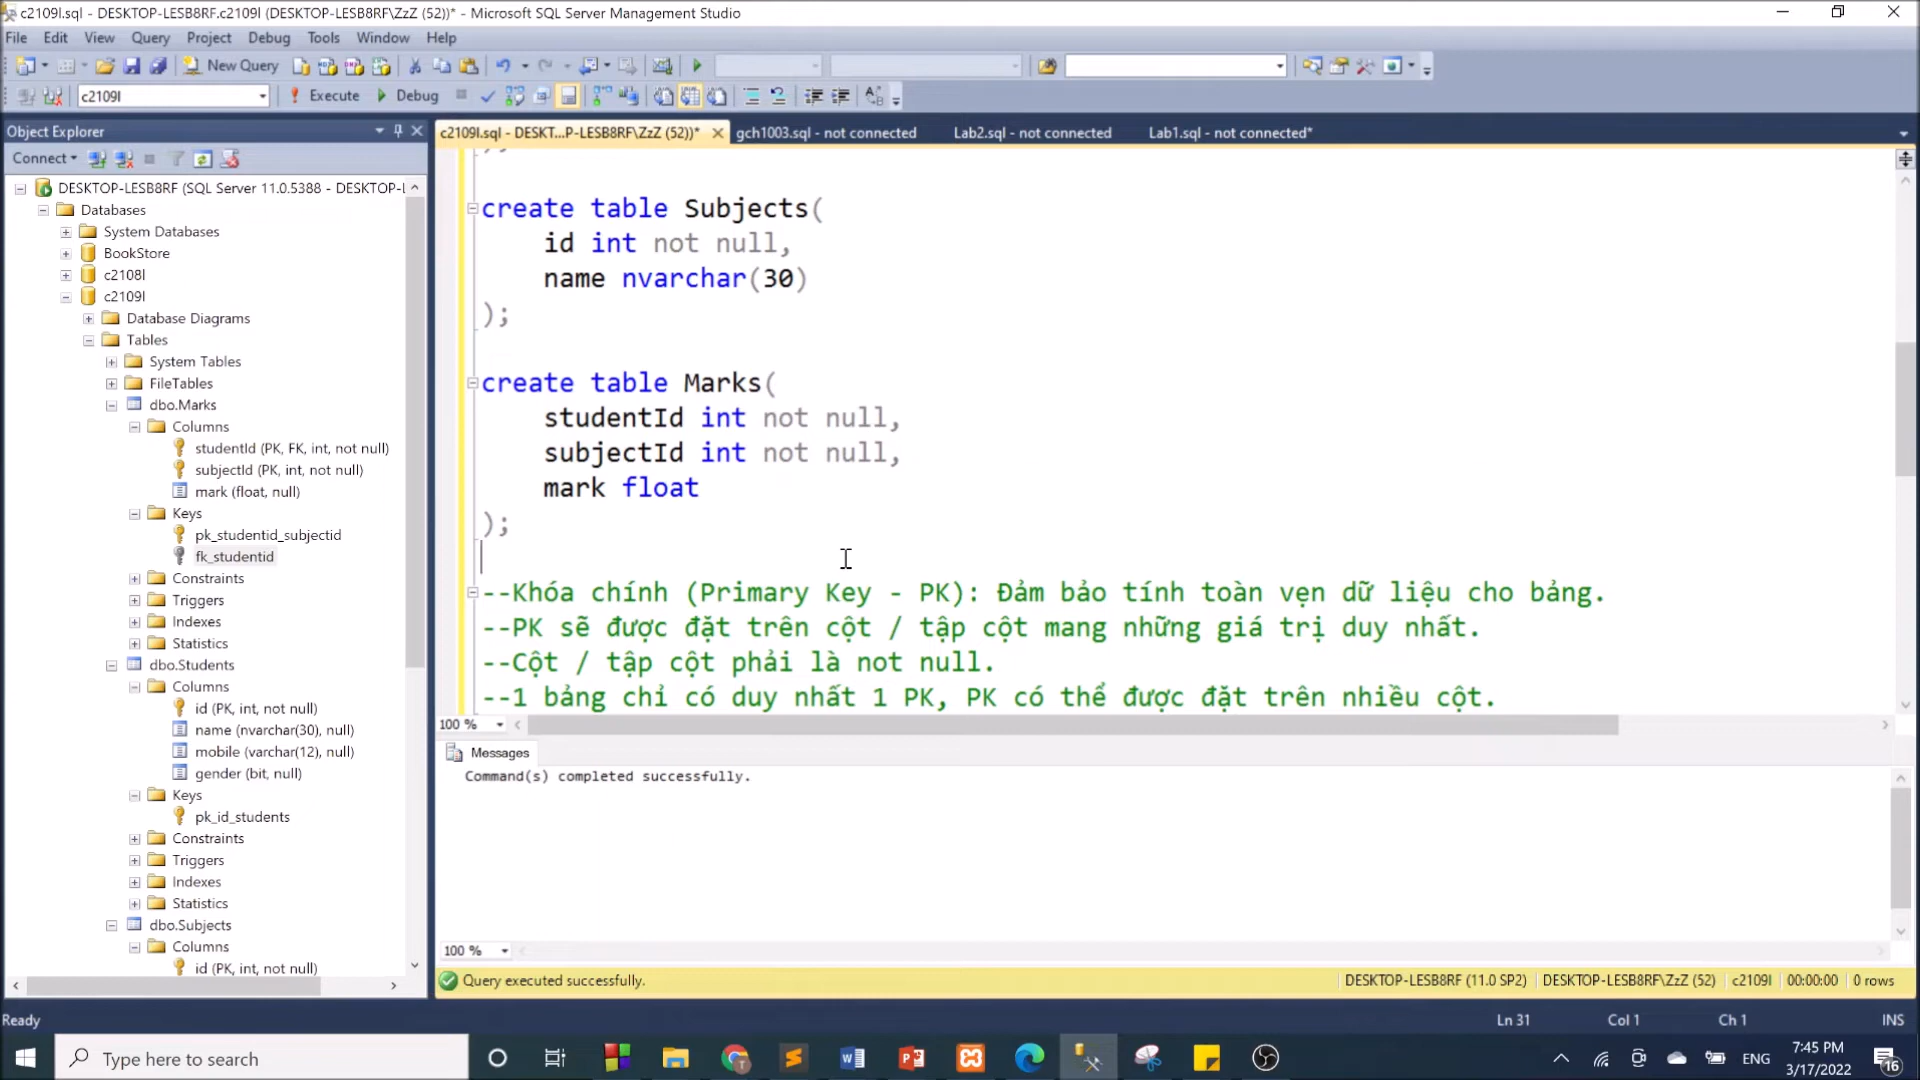 c2109l.sql - DESKTOP-LESB8RF.c2109l (DESKTOP-LESB8RF\ZzZ (52))* - Microsoft SQL Server Management Studio
File Edit View Query Project Debug Tools Window Help
New Query
c2109l Execute Debug
Object Explorer
Connect
DESKTOP-LESB8RF (SQL Server 11.0.5388 - DESKTOP-L
Databases
System Databases
BookStore
c2108l
c2109l
Database Diagrams
Tables
System Tables
FileTables
dbo.Marks
Columns
studentId (PK, FK, int, not null)
subjectId (PK, int, not null)
mark (float, null)
Keys
pk_studentid_subjectid
fk_studentid
Constraints
Triggers
Indexes
Statistics
dbo.Students
Columns
id (PK, int, not null)
name (nvarchar(30), null)
mobile (varchar(12), null)
gender (bit, null)
Keys
pk_id_students
Constraints
Triggers
Indexes
Statistics
dbo.Subjects
Columns
id (PK, int, not null)
c2109l.sql - DESKT...P-LESB8RF\ZzZ (52))* gch1003.sql - not connected Lab2.sql - not connected Lab1.sql - not connected*
);
create table Subjects(
id int not null,
name nvarchar(30)
);
create table Marks(
studentId int not null,
subjectId int not null,
mark float
);
--Khóa chính (Primary Key - PK): Đảm bảo tính toàn vẹn dữ liệu cho bảng.
--PK sẽ được đặt trên cột / tập cột mang những giá trị duy nhất.
--Cột / tập cột phải là not null.
--1 bảng chỉ có duy nhất 1 PK, PK có thể được đặt trên nhiều cột.
100 %
Messages
Command(s) completed successfully.
100 %
Query executed successfully. DESKTOP-LESB8RF (11.0 SP2) DESKTOP-LESB8RF\ZzZ (52) c2109l 00:00:00 0 rows
Ready Ln 31 Col 1 Ch 1 INS
Type here to search
ENG
7:45 PM
3/17/2022
16